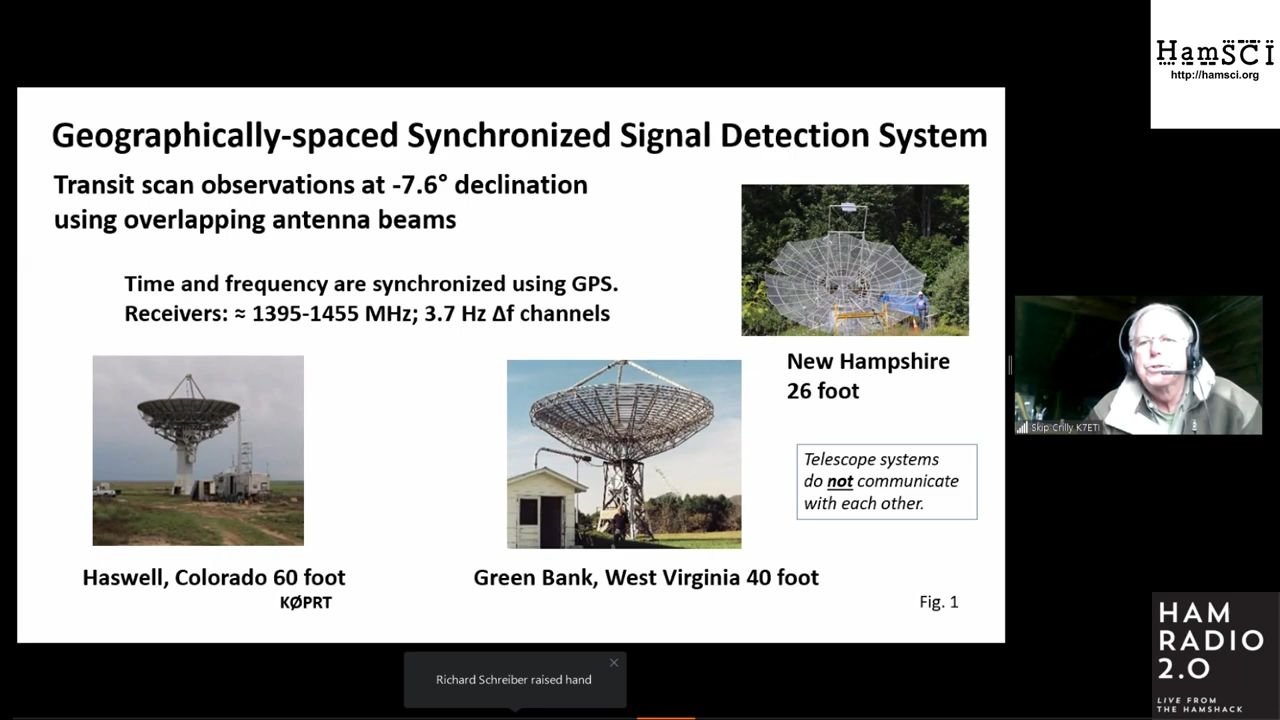 HamSCI
http://hamsci.org
Geographically-spaced Synchronized Signal Detection System
Transit scan observations at -7.6° declination
using overlapping antenna beams
Time and frequency are synchronized using GPS.
Receivers: ≈ 1395-1455 MHz; 3.7 Hz Δf channels
New Hampshire
26 foot
Telescope systems
do not communicate
with each other.
Haswell, Colorado 60 foot
KØPRT
Green Bank, West Virginia 40 foot
Fig. 1
Skip Crilly K7ETI
Richard Schreiber raised hand
HAM
RADIO
2.0
LIVE FROM
THE HAMSHACK